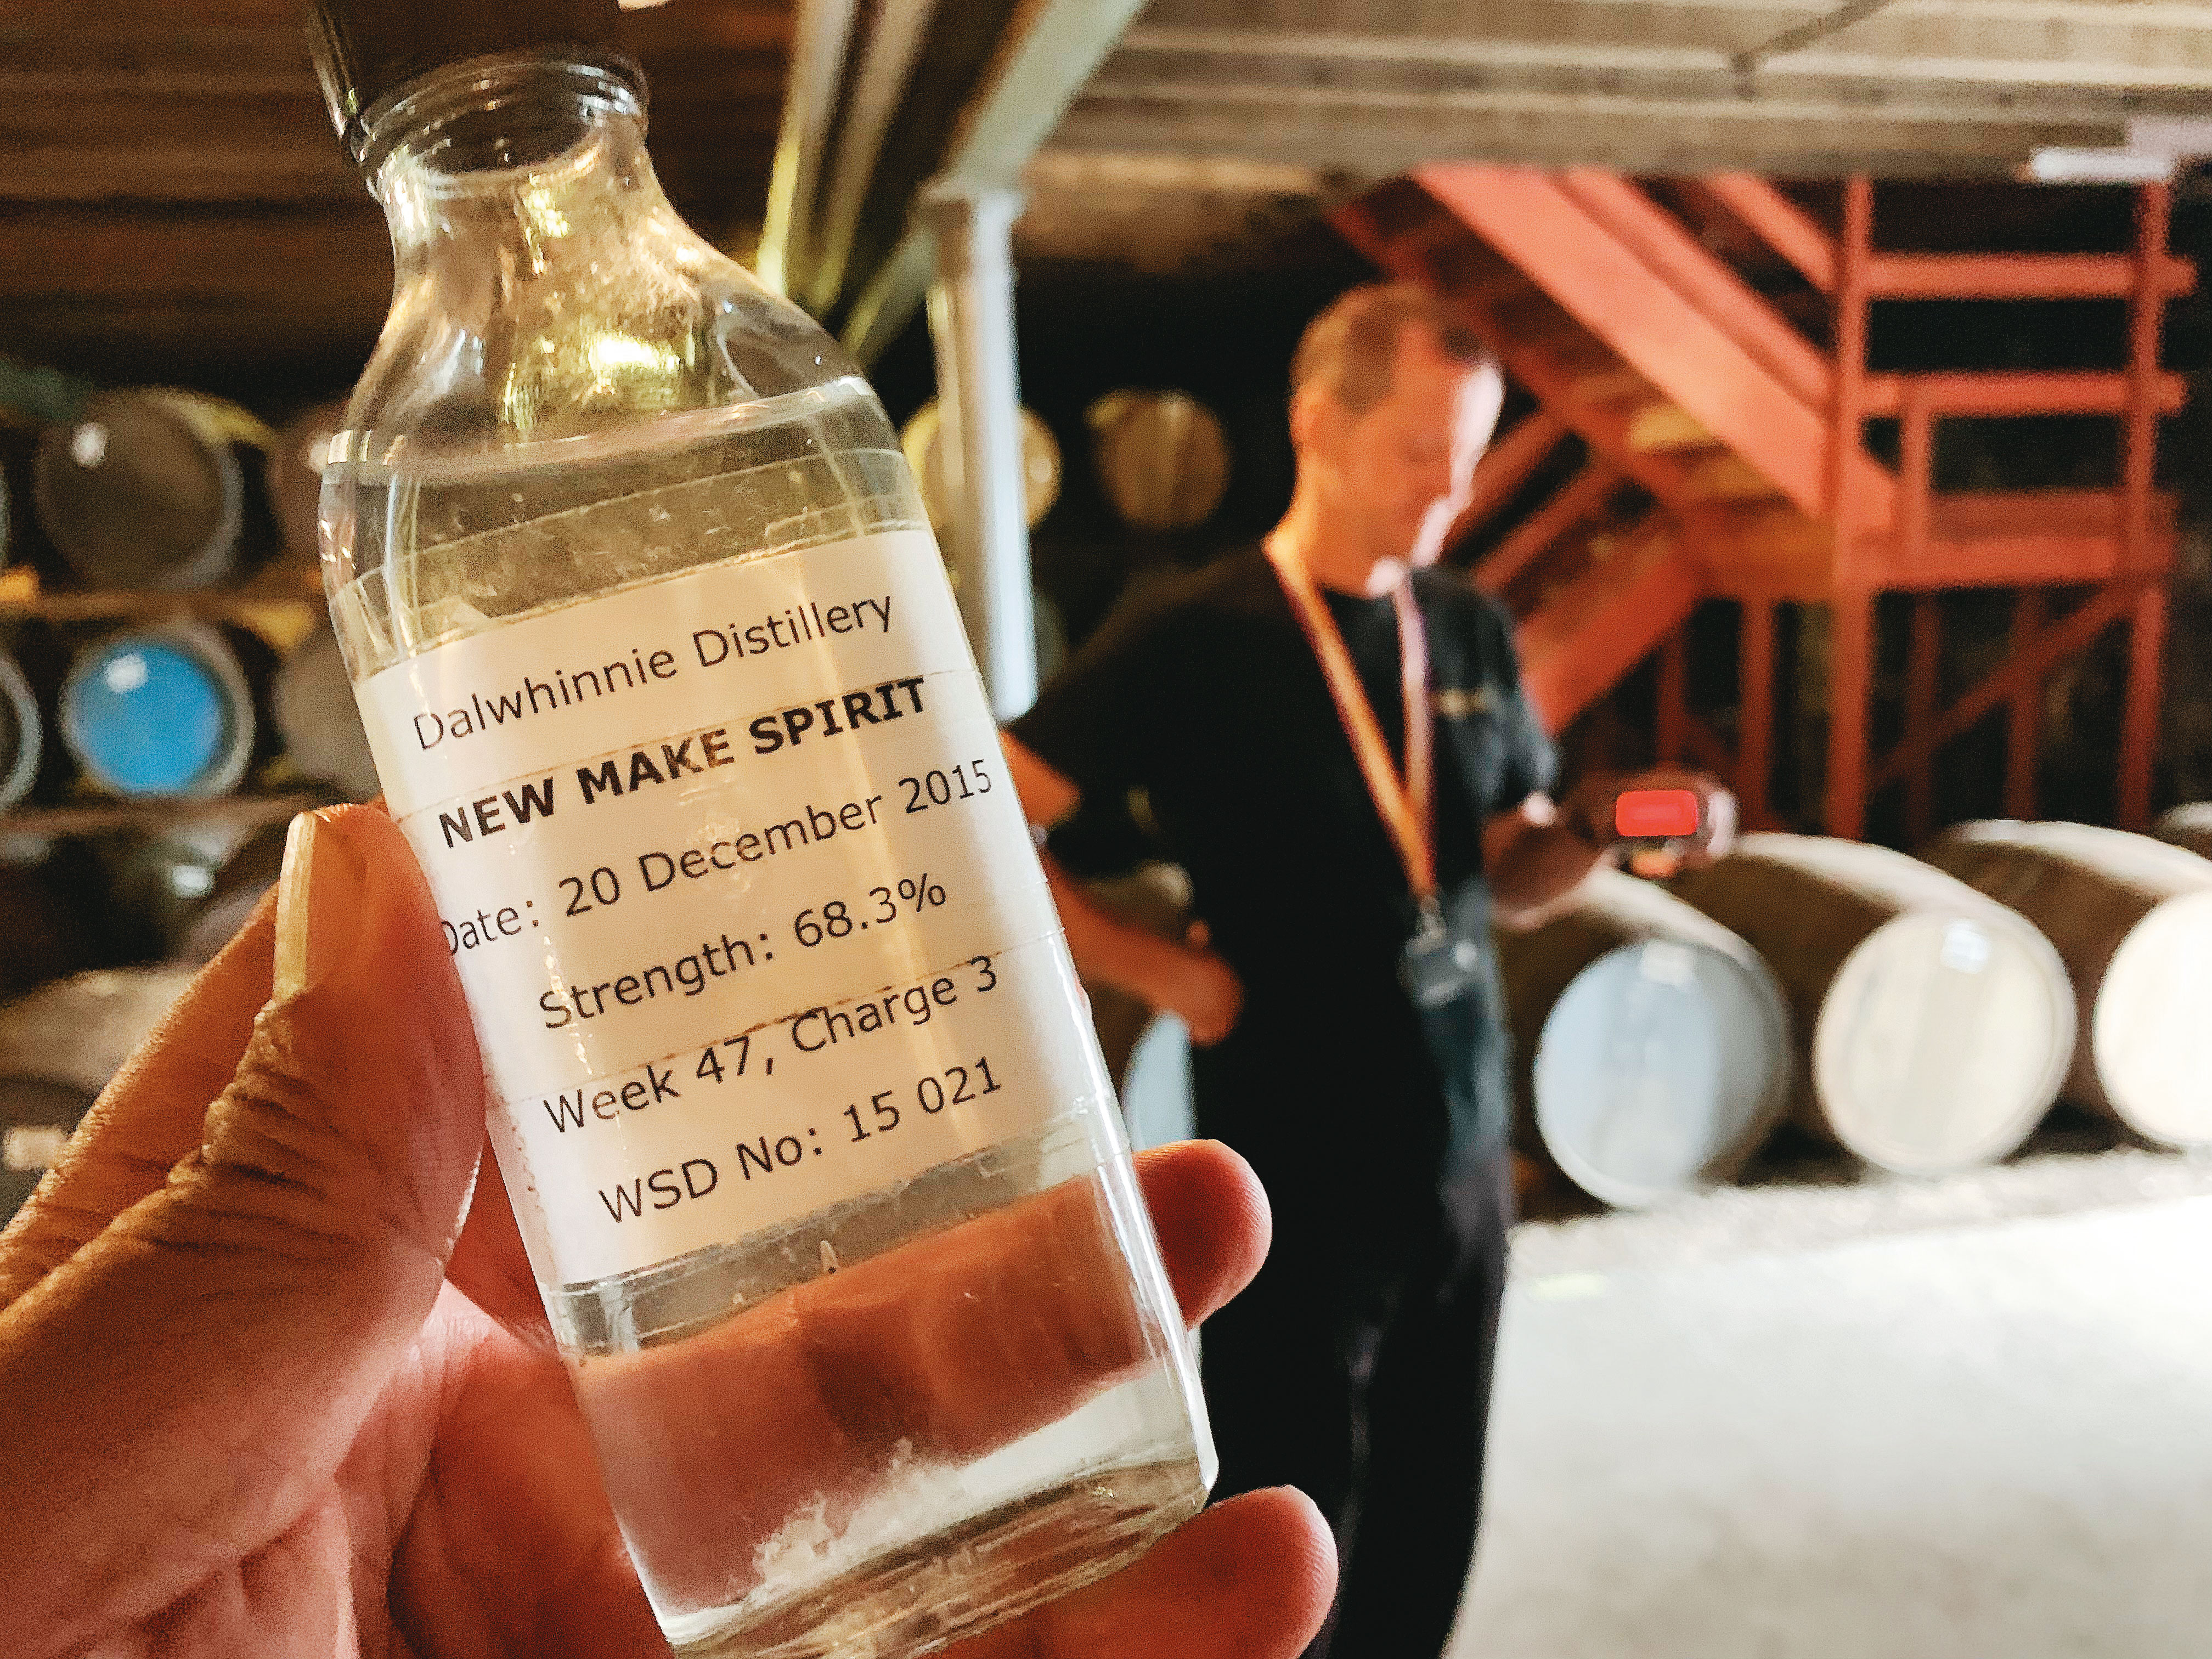 Dalwhinnie Distillery
NEW MAKE SPIRIT
Date: 20 December 2015
Strength: 68.3%
Week 47, Charge 3
WSD No: 15 021